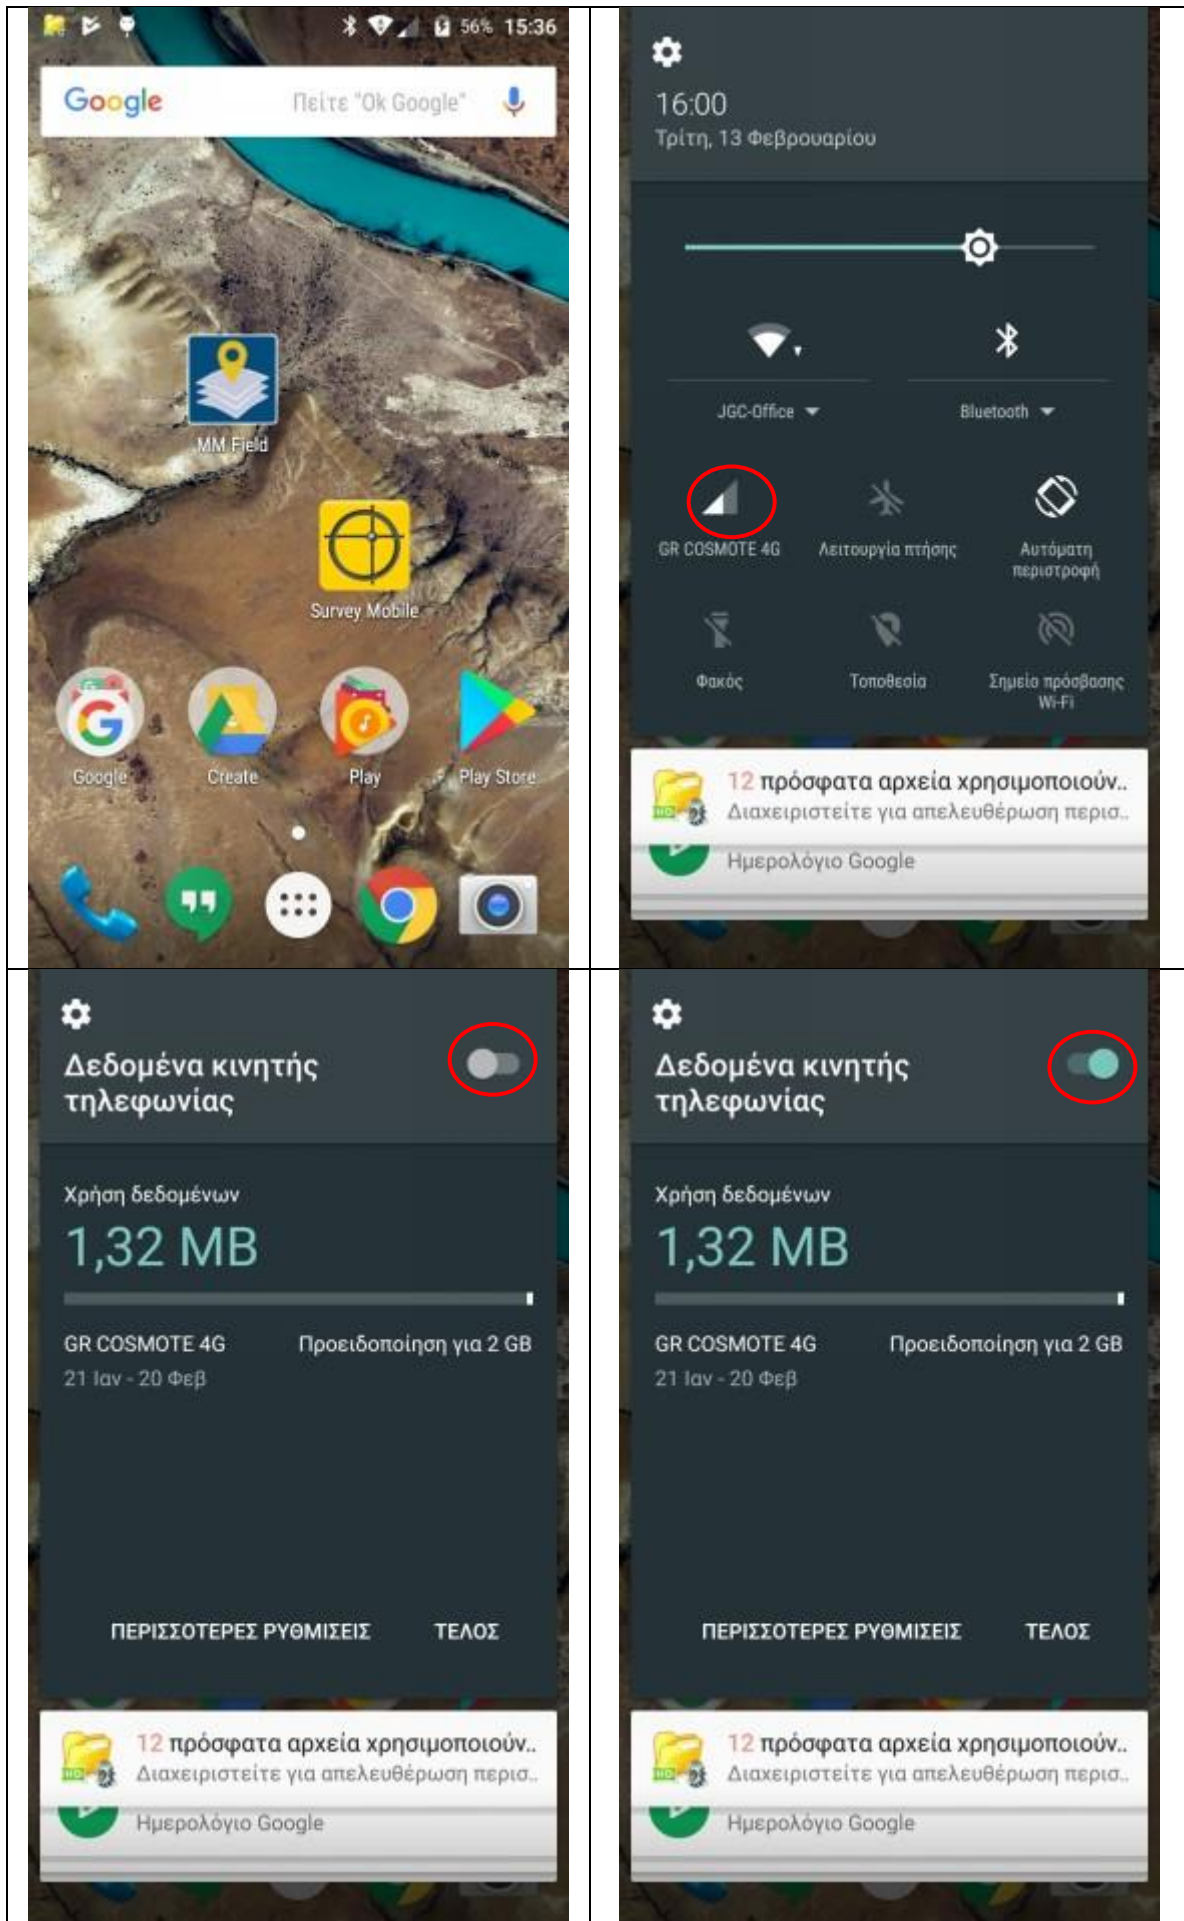 56% 15:36
Google Πείτε "Ok Google"
MM Field
Survey Mobile
Google Create Play Play Store
16:00
Τρίτη, 13 Φεβρουαρίου
JGC-Office Bluetooth
GR COSMOTE 4G Λειτουργία πτήσης Αυτόματη
περιστροφή
Φακός Τοποθεσία Σημείο πρόσβασης
Wi-Fi
12 πρόσφατα αρχεία χρησιμοποιούν..
Διαχειριστείτε για απελευθέρωση περισ..
Ημερολόγιο Google
Δεδομένα κινητής
τηλεφωνίας
Χρήση δεδομένων
1,32 MB
GR COSMOTE 4G Προειδοποίηση για 2 GB
21 Ιαν - 20 Φεβ
ΠΕΡΙΣΣΟΤΕΡΕΣ ΡΥΘΜΙΣΕΙΣ ΤΕΛΟΣ
12 πρόσφατα αρχεία χρησιμοποιούν..
Διαχειριστείτε για απελευθέρωση περισ..
Ημερολόγιο Google
Δεδομένα κινητής
τηλεφωνίας
Χρήση δεδομένων
1,32 MB
GR COSMOTE 4G Προειδοποίηση για 2 GB
21 Ιαν - 20 Φεβ
ΠΕΡΙΣΣΟΤΕΡΕΣ ΡΥΘΜΙΣΕΙΣ ΤΕΛΟΣ
12 πρόσφατα αρχεία χρησιμοποιούν..
Διαχειριστείτε για απελευθέρωση περισ..
Ημερολόγιο Google